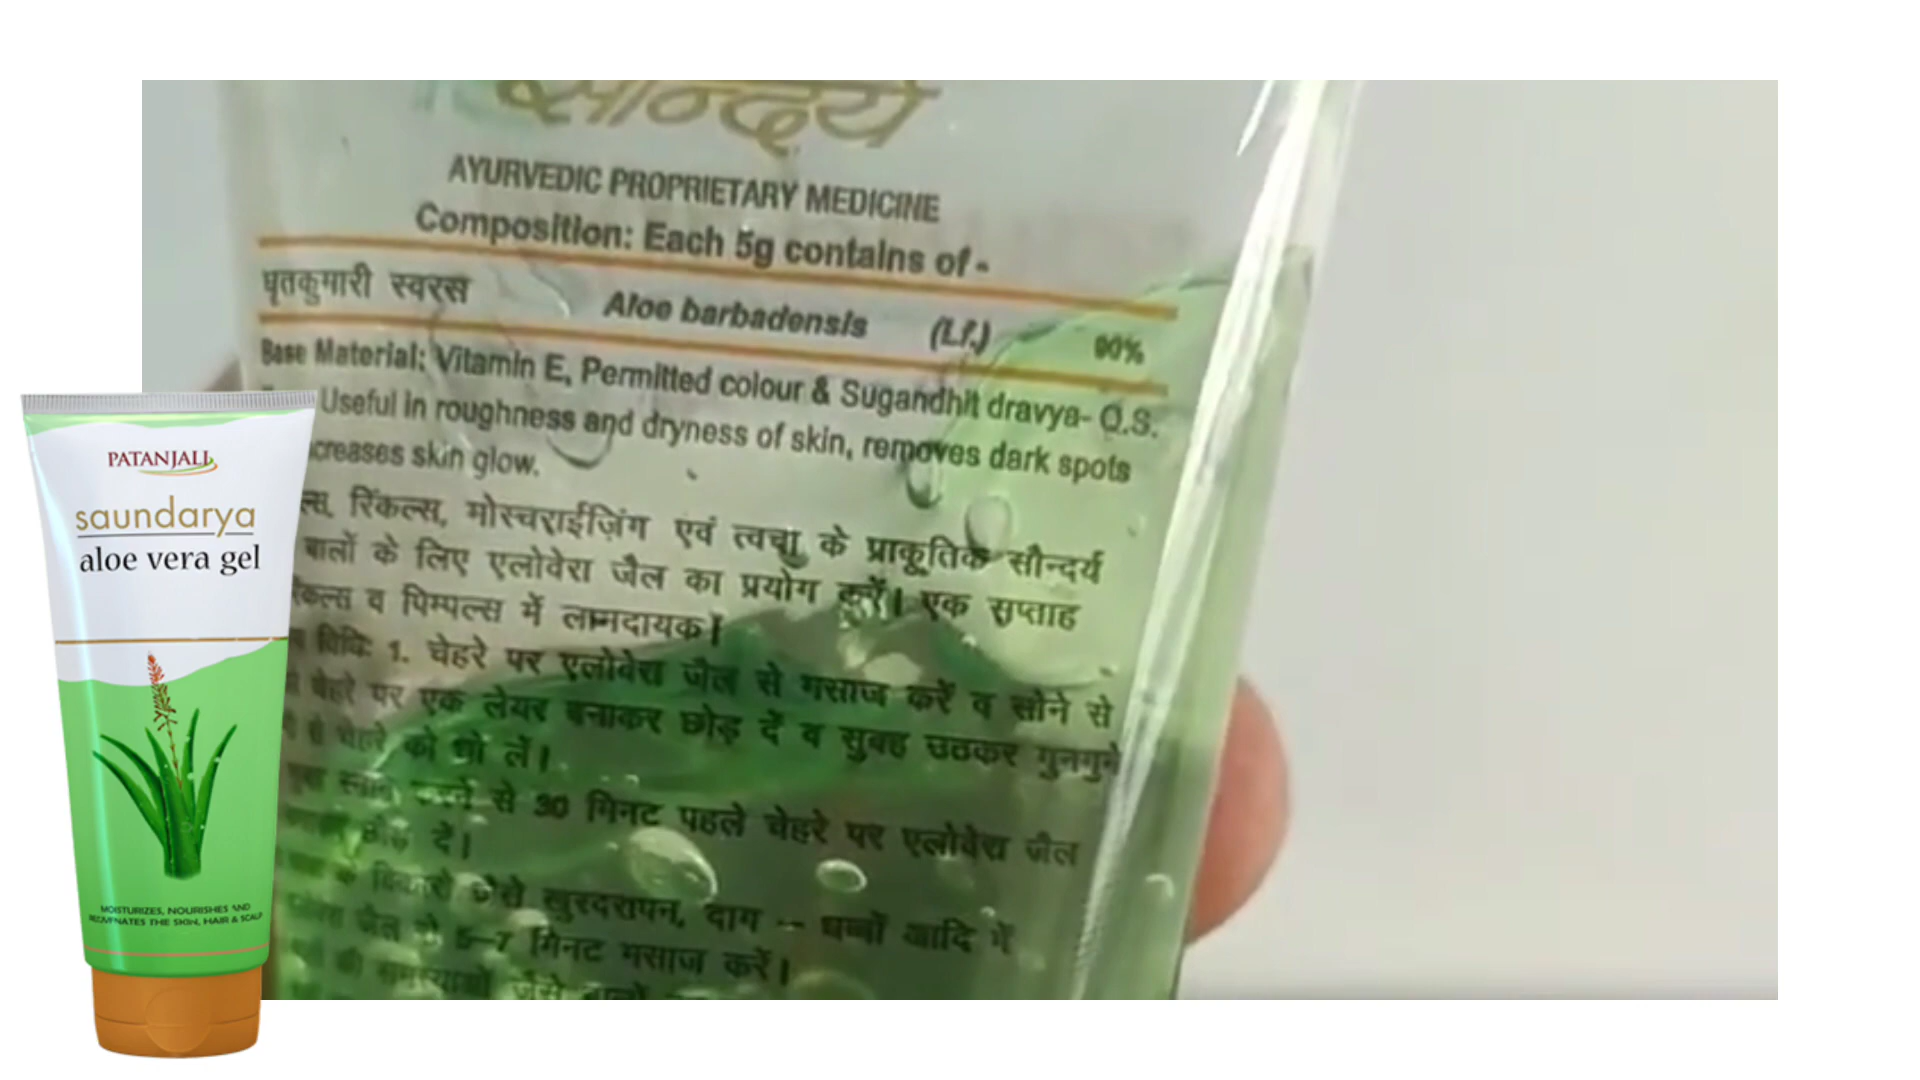 सौन्दर्य
AYURVEDIC PROPRIETARY MEDICINE
Composition: Each 5g contains of -
घृतकुमारी स्वरस Aloe barbadensis (Lf.) 90%
Base Material: Vitamin E, Permitted colour & Sugandhit dravya- Q.S.
Useful in roughness and dryness of skin, removes dark spots
skin glow.
रिंकल्स, मोस्चराईज़िंग एवं त्वचा के प्राकृतिक सौन्दर्य
बालों के लिए एलोवेरा जैल का प्रयोग करें। एक सप्ताह
व पिम्पल्स में लाभदायक।
विधि: 1. चेहरे पर एलोवेरा जैल से मसाज करें व सोने से
चेहरे पर एक लेयर बनाकर छोड़ दें व सुबह उठकर गुनगुने
से चेहरे को धो लें।
स्नान करने से 30 मिनट पहले चेहरे पर एलोवेरा जैल
छोड़ दें।
के विकारो जैसे खुरदरापन, दाग - धब्बों आदि में
जैल से 5-7 मिनट मसाज करें।
की समस्याओं जैसे बालों
PATANJALI
saundarya
aloe vera gel
MOISTURIZES, NOURISHES AND
REJUVENATES THE SKIN, HAIR & SCALP